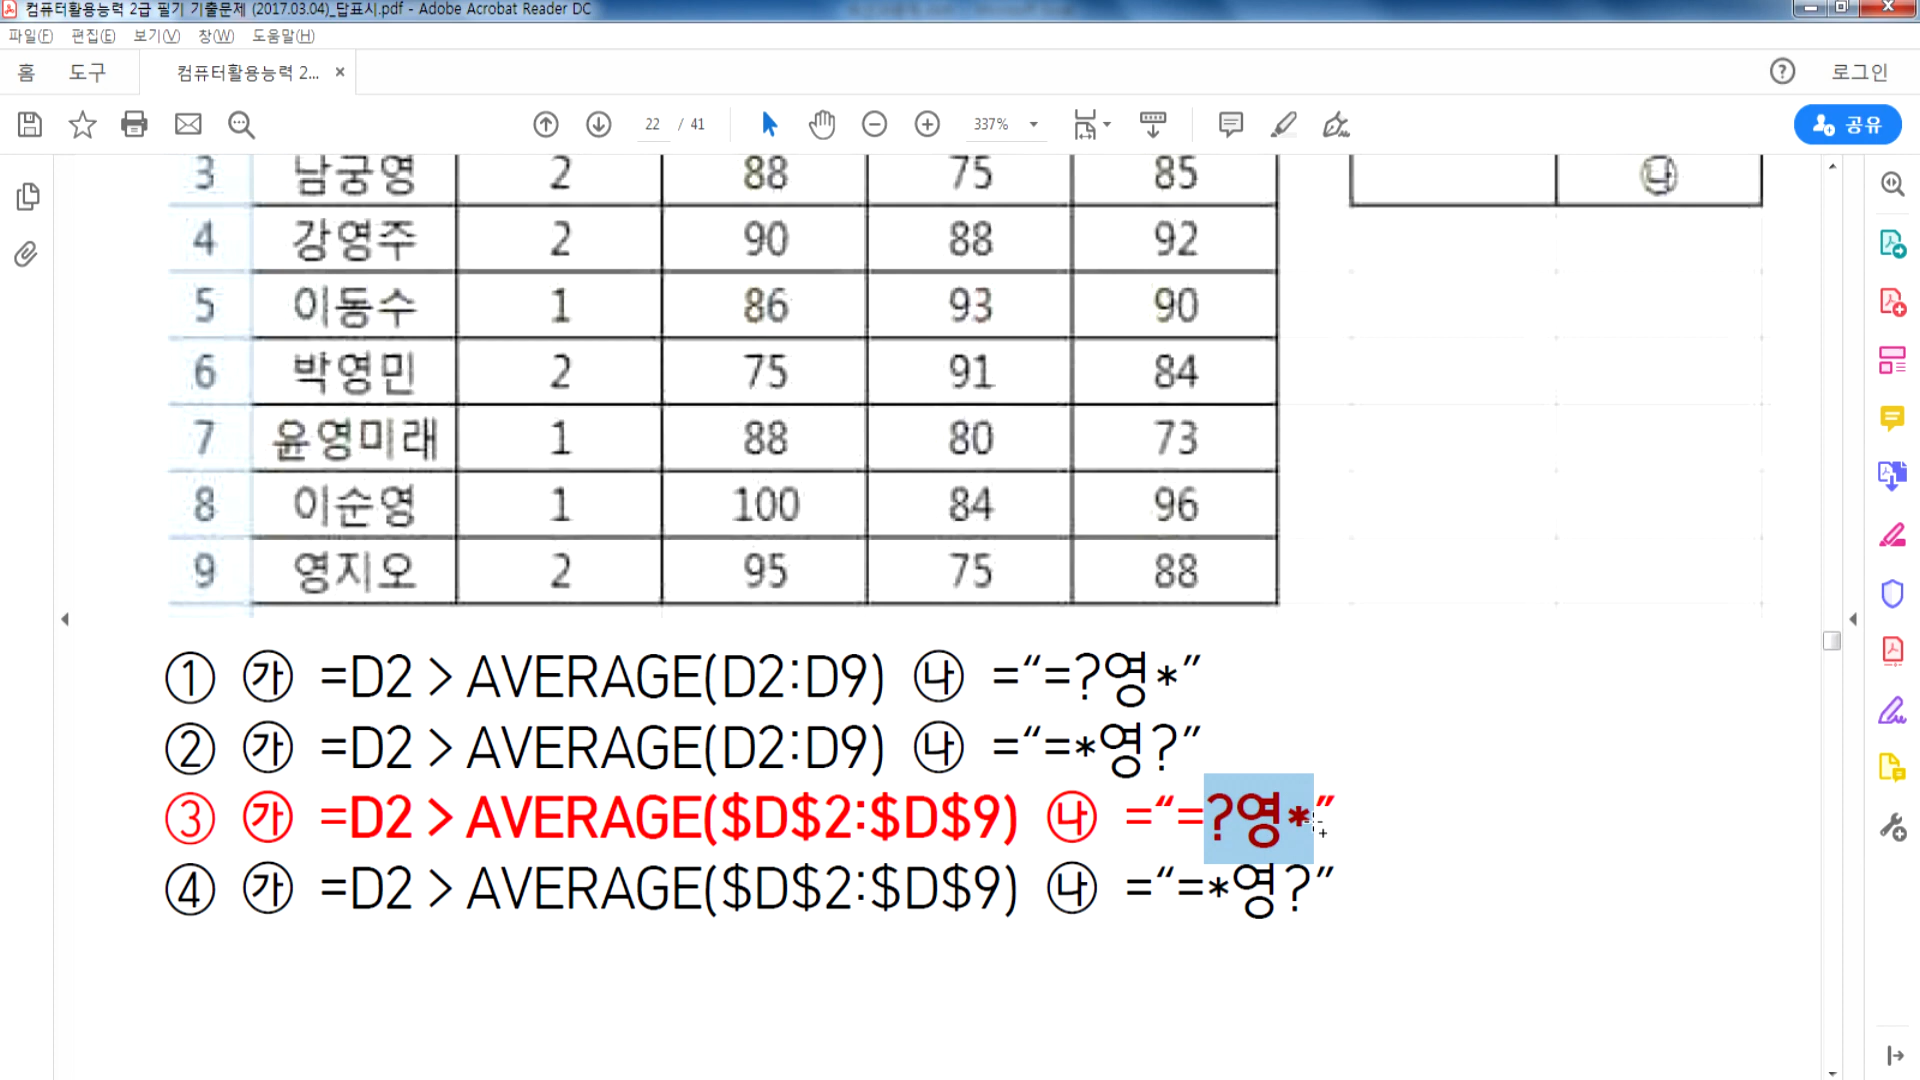 컴퓨터활용능력 2급 필기 기출문제 (2017.03.04)_답표시.pdf - Adobe Acrobat Reader DC
파일(F) 편집(E) 보기(V) 창(W) 도움말(H)
홈 도구 컴퓨터활용능력 2... × 로그인
22 / 41 337% 공유
3 남궁영 2 88 75 85 ㉯
4 강영주 2 90 88 92
5 이동수 1 86 93 90
6 박영민 2 75 91 84
7 윤영미래 1 88 80 73
8 이순영 1 100 84 96
9 영지오 2 95 75 88
① ㉮ =D2 > AVERAGE(D2:D9) ㉯ =“=?영*”
② ㉮ =D2 > AVERAGE(D2:D9) ㉯ =“=*영?”
③ ㉮ =D2 > AVERAGE($D$2:$D$9) ㉯ =“=?영*”
④ ㉮ =D2 > AVERAGE($D$2:$D$9) ㉯ =“=*영?”